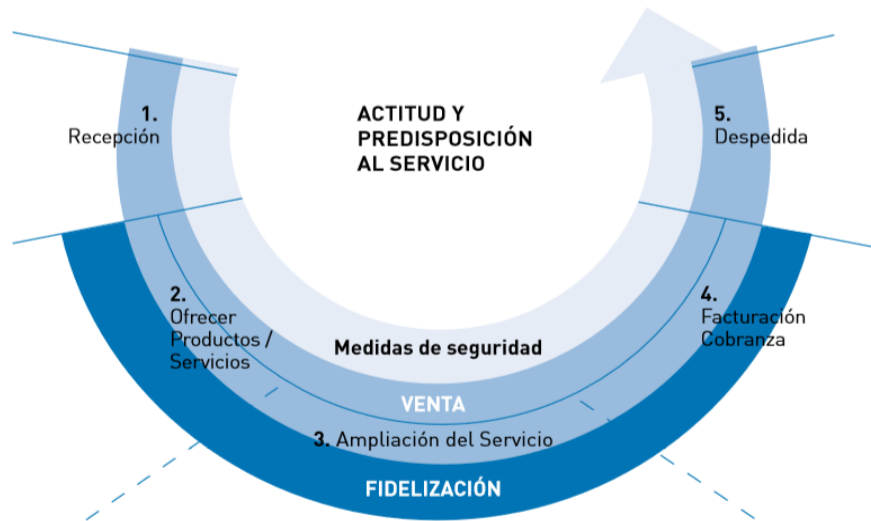 ACTITUD Y
PREDISPOSICIÓN
AL SERVICIO
1.
Recepción
2.
Ofrecer
Productos /
Servicios
Medidas de seguridad
VENTA
3. Ampliación del Servicio
FIDELIZACIÓN
4.
Facturación
Cobranza
5.
Despedida